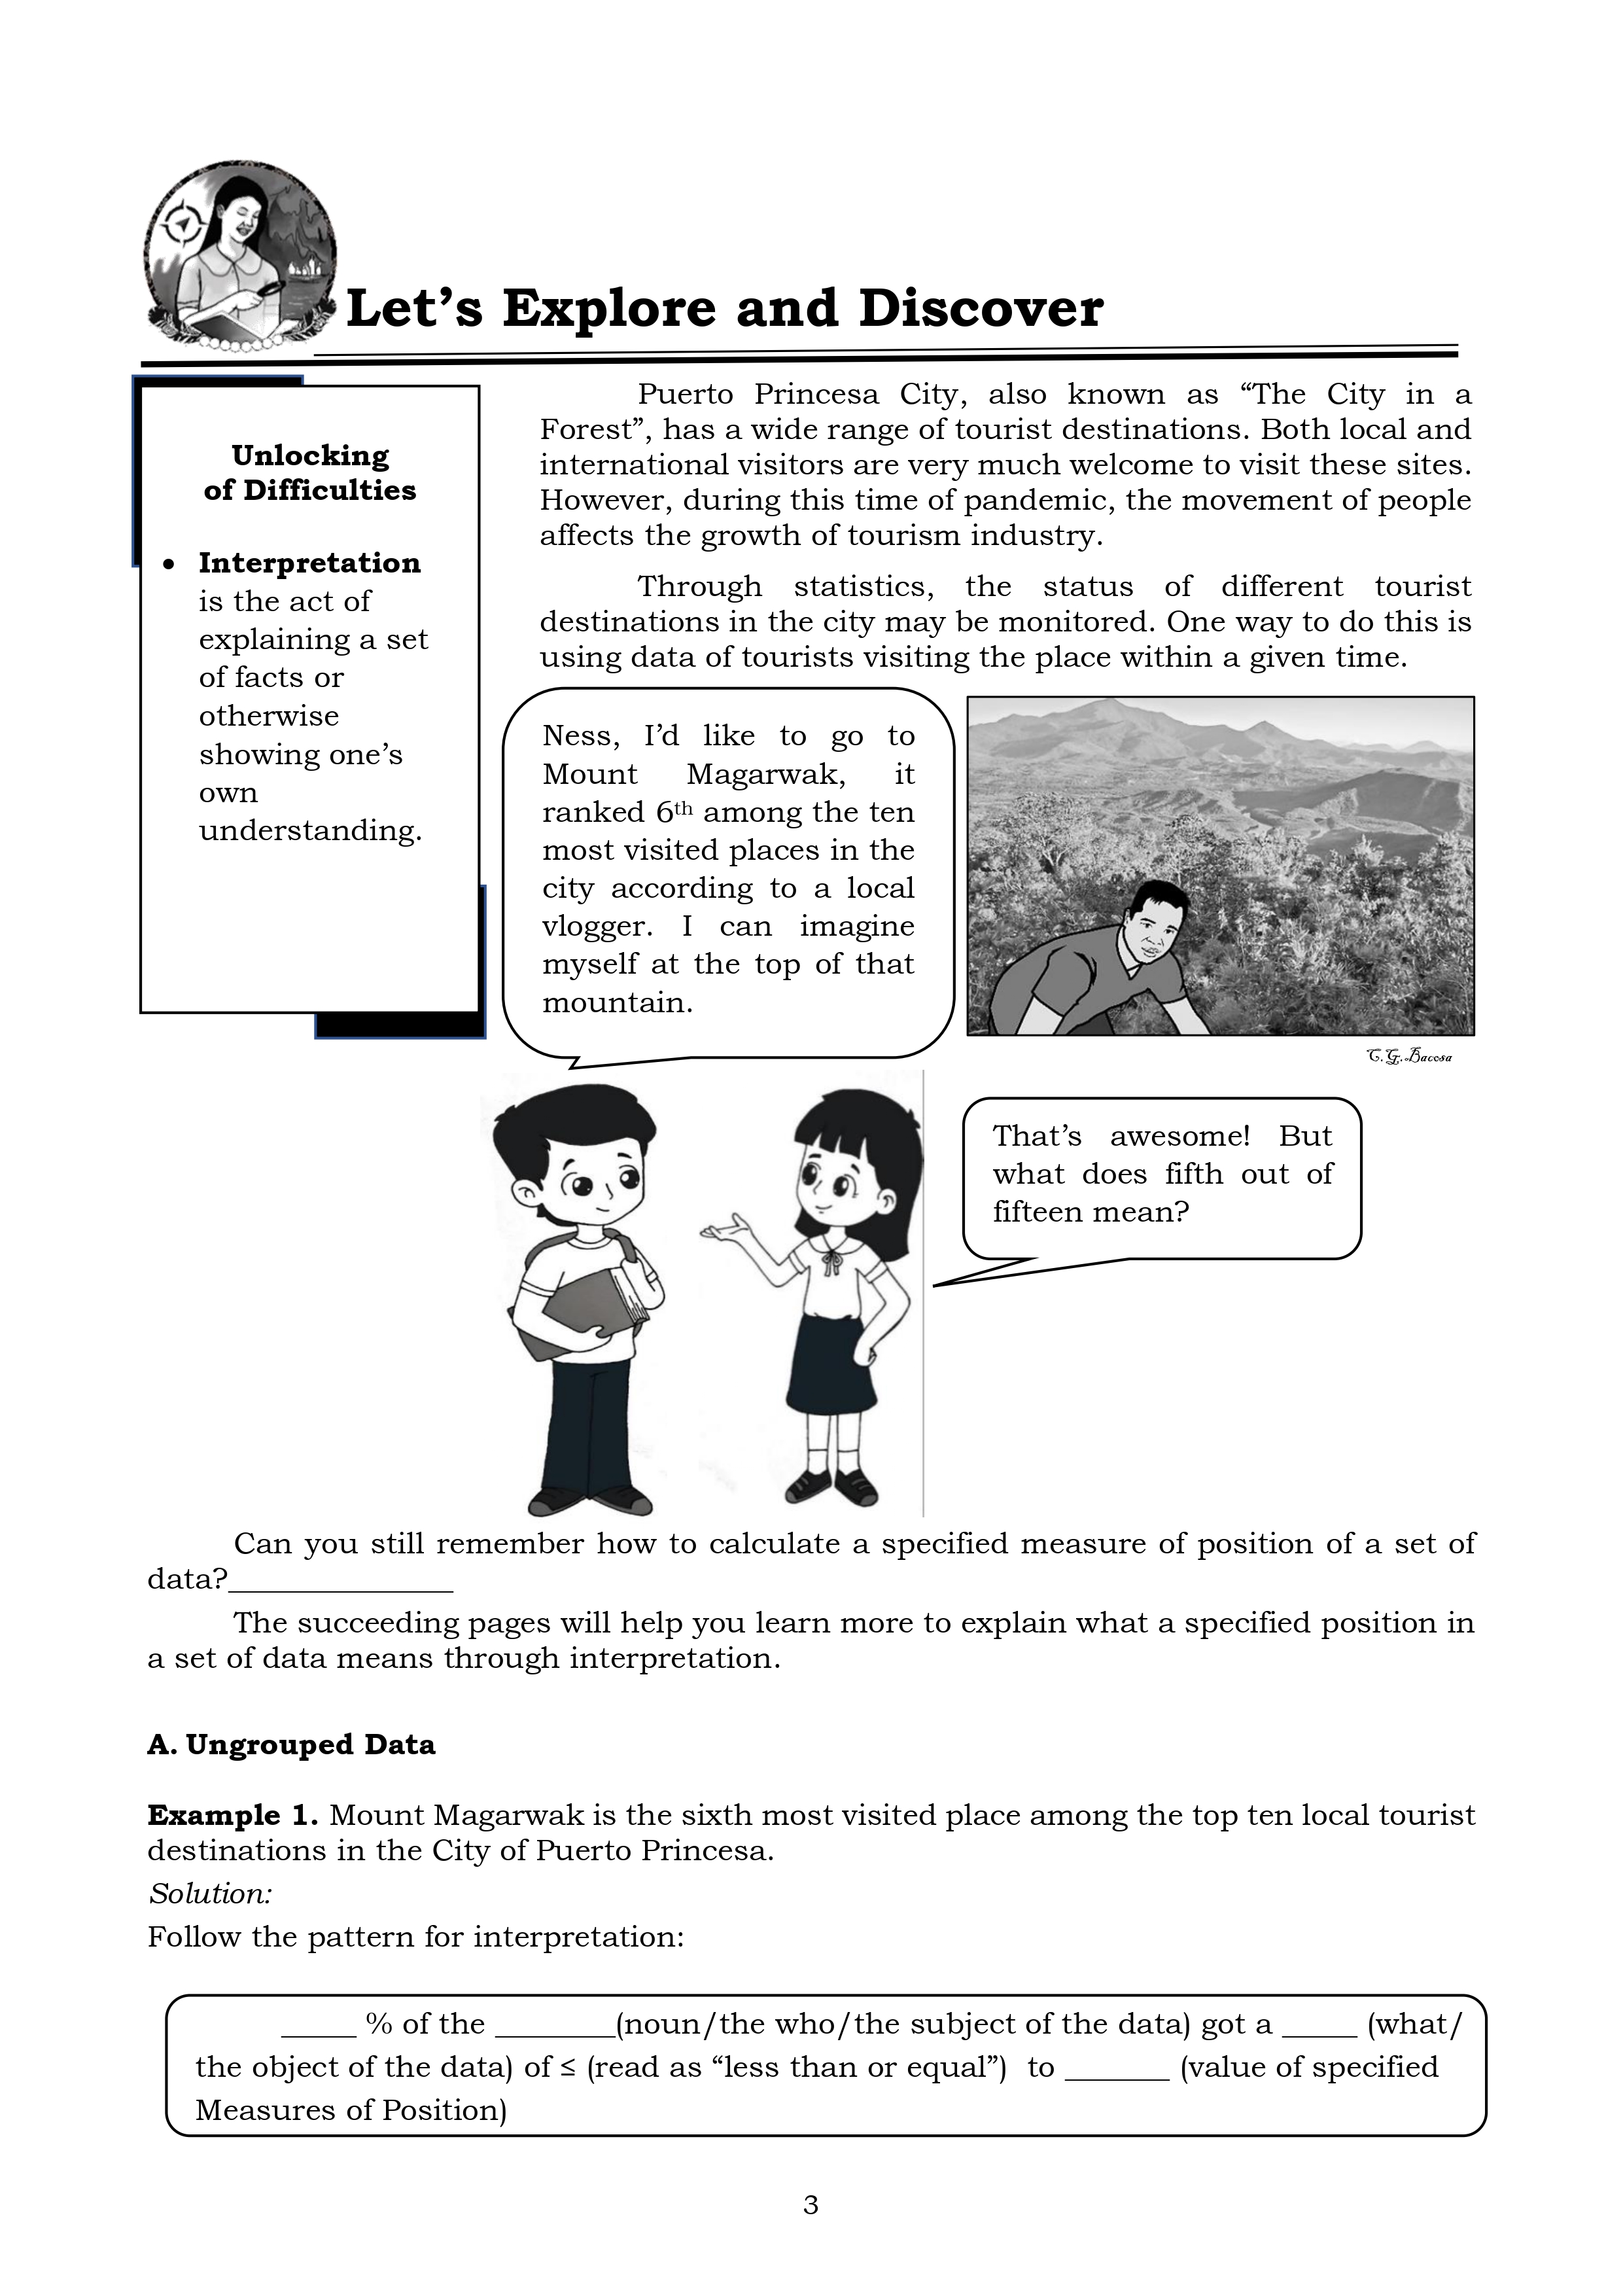 Let’s Explore and Discover
Unlocking
of Difficulties
• Interpretation
is the act of
explaining a set
of facts or
otherwise
showing one’s
own
understanding.
Puerto Princesa City, also known as “The City in a
Forest”, has a wide range of tourist destinations. Both local and
international visitors are very much welcome to visit these sites.
However, during this time of pandemic, the movement of people
affects the growth of tourism industry.
Through statistics, the status of different tourist
destinations in the city may be monitored. One way to do this is
using data of tourists visiting the place within a given time.
Ness, I’d like to go to
Mount Magarwak, it
ranked 6th among the ten
most visited places in the
city according to a local
vlogger. I can imagine
myself at the top of that
mountain.
C.G.Bacosa
That’s awesome! But
what does fifth out of
fifteen mean?
Can you still remember how to calculate a specified measure of position of a set of
data?_______________
The succeeding pages will help you learn more to explain what a specified position in
a set of data means through interpretation.
A. Ungrouped Data
Example 1. Mount Magarwak is the sixth most visited place among the top ten local tourist
destinations in the City of Puerto Princesa.
Solution:
Follow the pattern for interpretation:
_____ % of the ________(noun/the who/the subject of the data) got a _____ (what/
the object of the data) of ≤ (read as “less than or equal”) to _______ (value of specified
Measures of Position)
3